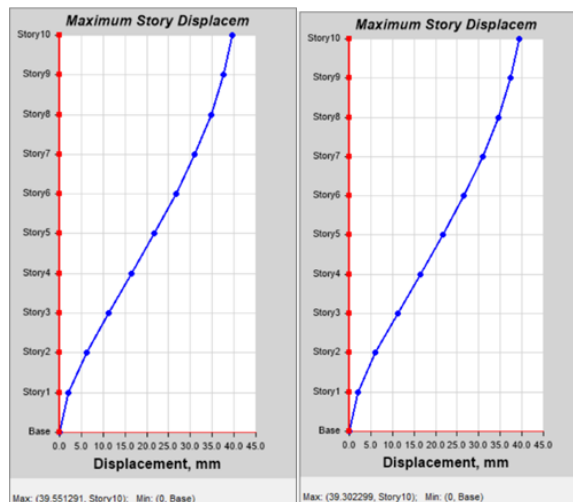 Maximum Story Displacem
Story10
Story9
Story8
Story7
Story6
Story5
Story4
Story3
Story2
Story1
Base
0.0 5.0 10.0 15.0 20.0 25.0 30.0 35.0 40.0 45.0
Displacement, mm
Max: (39.551291, Story10); Min: (0, Base)
Maximum Story Displacem
Story10
Story9
Story8
Story7
Story6
Story5
Story4
Story3
Story2
Story1
Base
0.0 5.0 10.0 15.0 20.0 25.0 30.0 35.0 40.0 45.0
Displacement, mm
Max: (39.302299, Story10); Min: (0, Base)